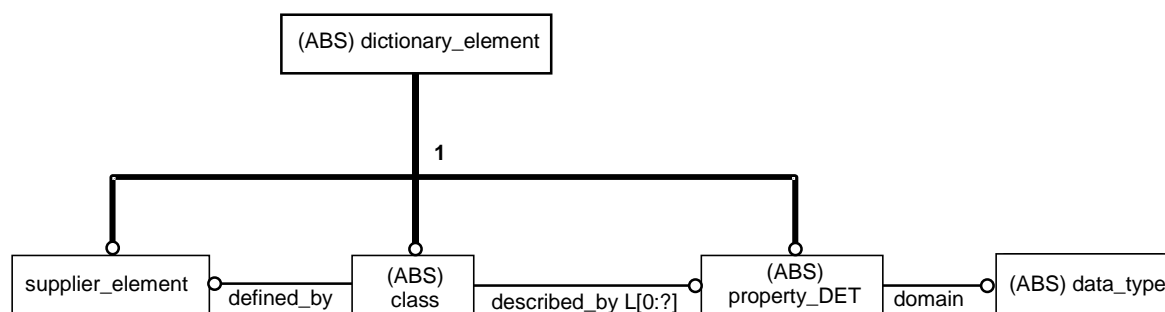 (ABS) dictionary_element
1
supplier_element
defined_by
(ABS)
class
described_by L[0:?]
(ABS)
property_DET
domain
(ABS) data_type